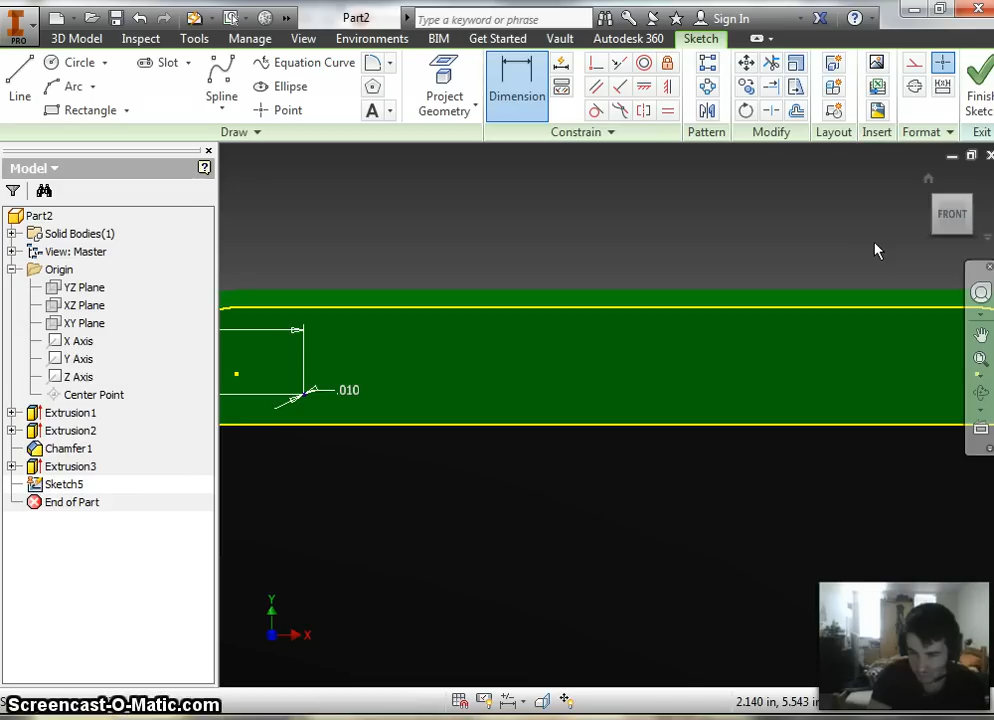 Part2
Type a keyword or phrase
Sign In
PRO
3D Model
Inspect
Tools
Manage
View
Environments
BIM
Get Started
Vault
Autodesk 360
Sketch
Line
Circle
Arc
Rectangle
Slot
Spline
Equation Curve
Ellipse
Point
A
Project Geometry
Dimension
Finish
Sketc
Draw
Constrain
Pattern
Modify
Layout
Insert
Format
Exit
Model
Part2
Solid Bodies(1)
View: Master
Origin
YZ Plane
XZ Plane
XY Plane
X Axis
Y Axis
Z Axis
Center Point
Extrusion1
Extrusion2
Chamfer1
Extrusion3
Sketch5
End of Part
FRONT
.010
Y
X
2.140 in, 5.543 in
Screencast-O-Matic.com